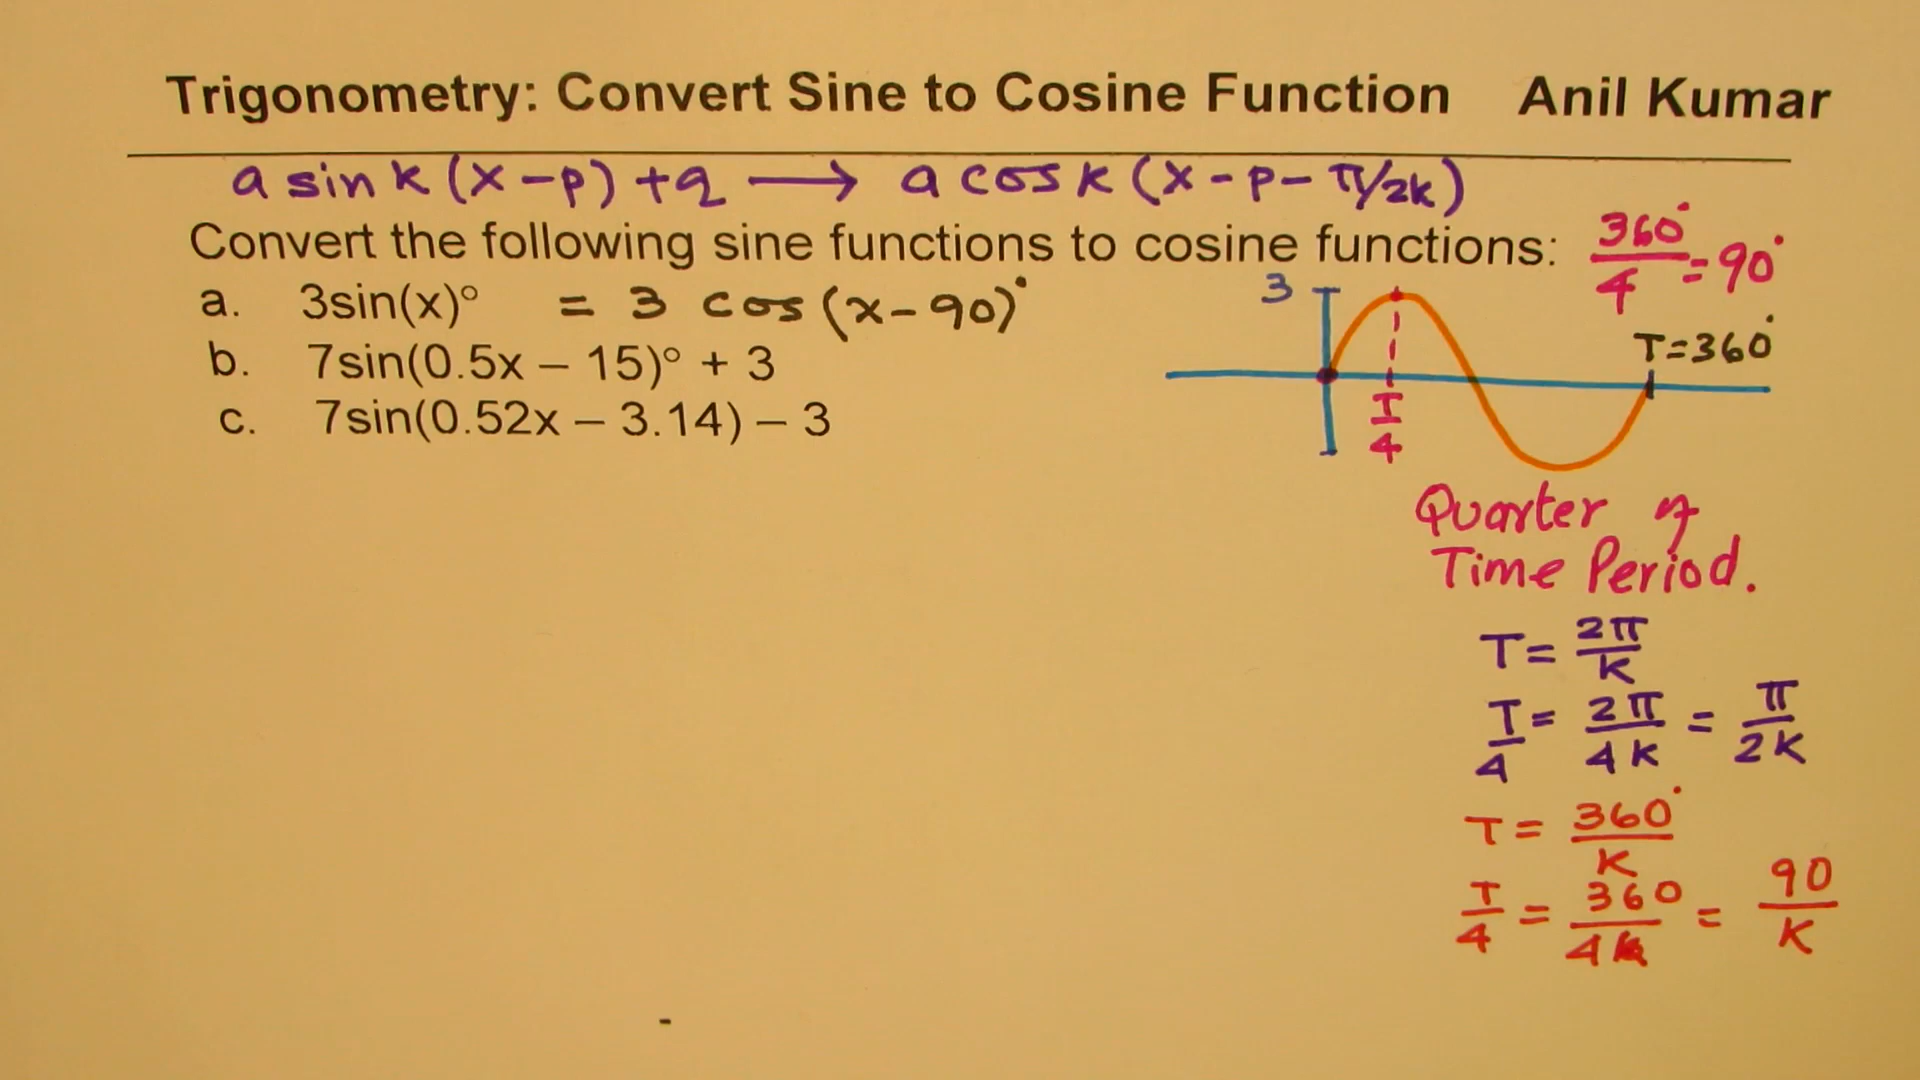 Trigonometry: Convert Sine to Cosine Function Anil Kumar
a sin k (x-p) + q → a cos k (x - p - π/2k)
Convert the following sine functions to cosine functions:
360°/4 = 90°
a. 3sin(x)° = 3 cos (x-90)°
b. 7sin(0.5x – 15)° + 3
c. 7sin(0.52x – 3.14) – 3
3
T=360°
T/4
Quarter of
Time Period.
T = 2π/k
T/4 = 2π/4k = π/2k
T = 360°/k
T/4 = 360/4k = 90/k